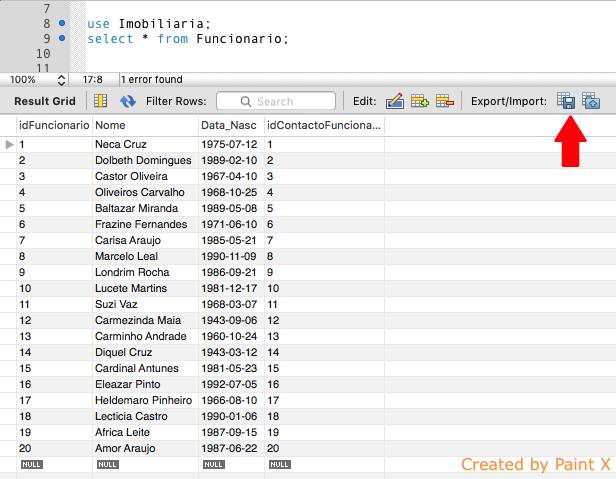 7
8 use Imobiliaria;
9 select * from Funcionario;
10
11
100% 17:8 1 error found
Result Grid Filter Rows: Search Edit: Export/Import:
idFuncionario Nome Data_Nasc idContactoFunciona...
1 Neca Cruz 1975-07-12 1
2 Dolbeth Domingues 1989-02-10 2
3 Castor Oliveira 1967-04-10 3
4 Oliveiros Carvalho 1968-10-25 4
5 Baltazar Miranda 1989-05-08 5
6 Frazine Fernandes 1971-06-10 6
7 Carisa Araujo 1985-05-21 7
8 Marcelo Leal 1990-11-09 8
9 Londrim Rocha 1986-09-21 9
10 Lucete Martins 1981-12-17 10
11 Suzi Vaz 1968-03-07 11
12 Carmezinda Maia 1943-09-06 12
13 Carminho Andrade 1960-10-24 13
14 Diquel Cruz 1943-03-12 14
15 Cardinal Antunes 1981-05-23 15
16 Eleazar Pinto 1992-07-05 16
17 Heldemaro Pinheiro 1966-08-10 17
18 Lecticia Castro 1990-01-06 18
19 Africa Leite 1987-09-15 19
20 Amor Araujo 1987-06-22 20
NULL NULL NULL NULL
Created by Paint X